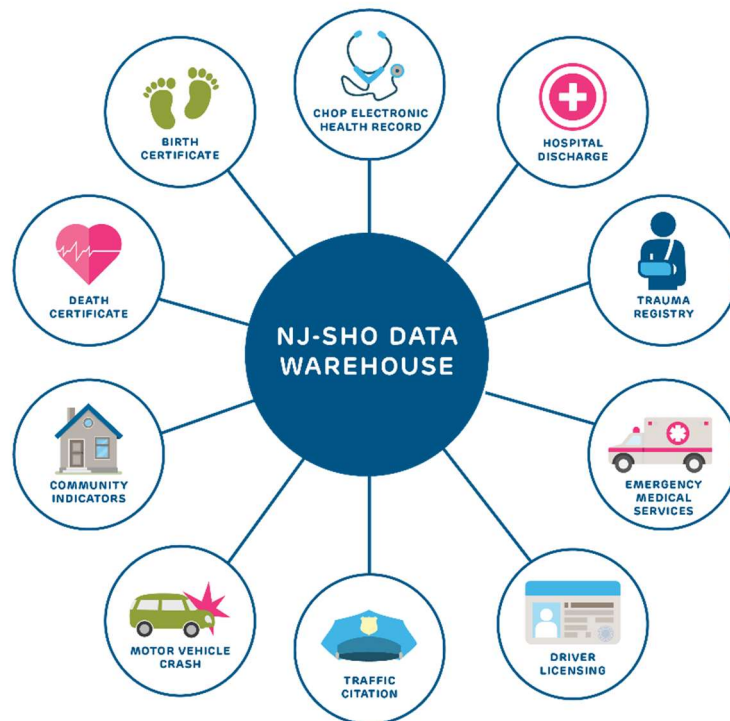 CHOP ELECTRONIC
HEALTH RECORD
HOSPITAL
DISCHARGE
TRAUMA
REGISTRY
EMERGENCY
MEDICAL
SERVICES
DRIVER
LICENSING
TRAFFIC
CITATION
MOTOR VEHICLE
CRASH
COMMUNITY
INDICATORS
DEATH
CERTIFICATE
BIRTH
CERTIFICATE
NJ-SHO DATA
WAREHOUSE